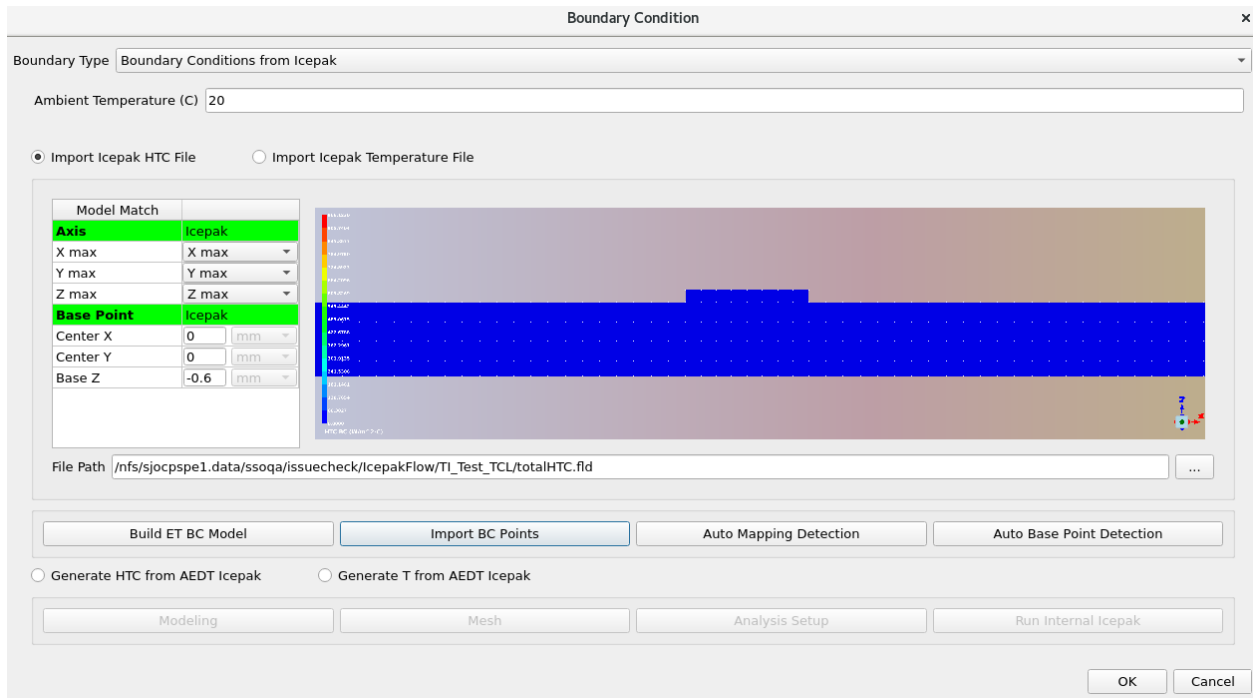 Boundary Condition
×
Boundary Type Boundary Conditions from Icepak
Ambient Temperature (C) 20
Import Icepak HTC File Import Icepak Temperature File
Model Match
Axis Icepak
X max X max
Y max Y max
Z max Z max
Base Point Icepak
Center X 0 mm
Center Y 0 mm
Base Z -0.6 mm
File Path /nfs/sjocpspe1.data/ssoqa/issuecheck/IcepakFlow/TI_Test_TCL/totalHTC.fld ...
Build ET BC Model Import BC Points Auto Mapping Detection Auto Base Point Detection
Generate HTC from AEDT Icepak Generate T from AEDT Icepak
Modeling Mesh Analysis Setup Run Internal Icepak
OK Cancel